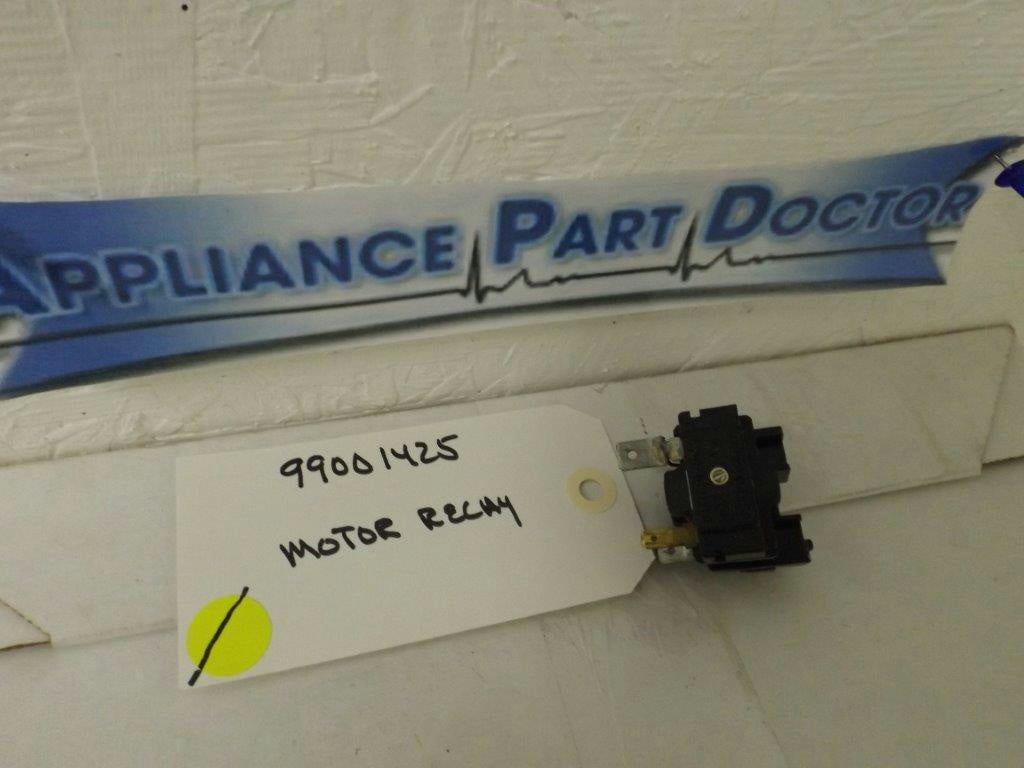 APPLIANCE PART DOCTOR
99001425
MOTOR RELAY